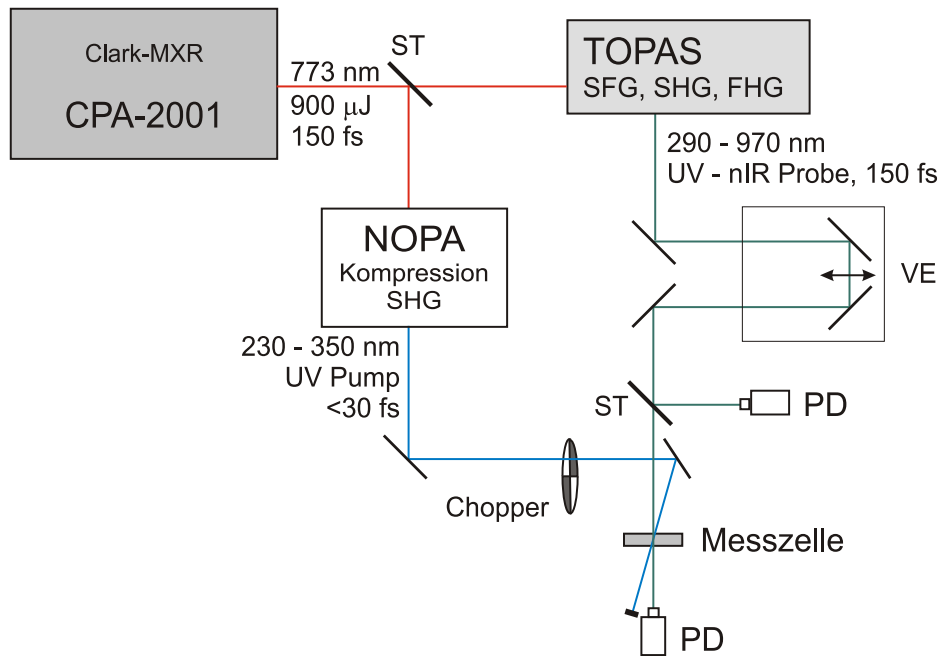 Clark-MXR
CPA-2001
773 nm
900 µJ
150 fs
ST
TOPAS
SFG, SHG, FHG
290 - 970 nm
UV - nIR Probe, 150 fs
NOPA
Kompression
SHG
VE
230 - 350 nm
UV Pump
<30 fs
ST
PD
Chopper
Messzelle
PD